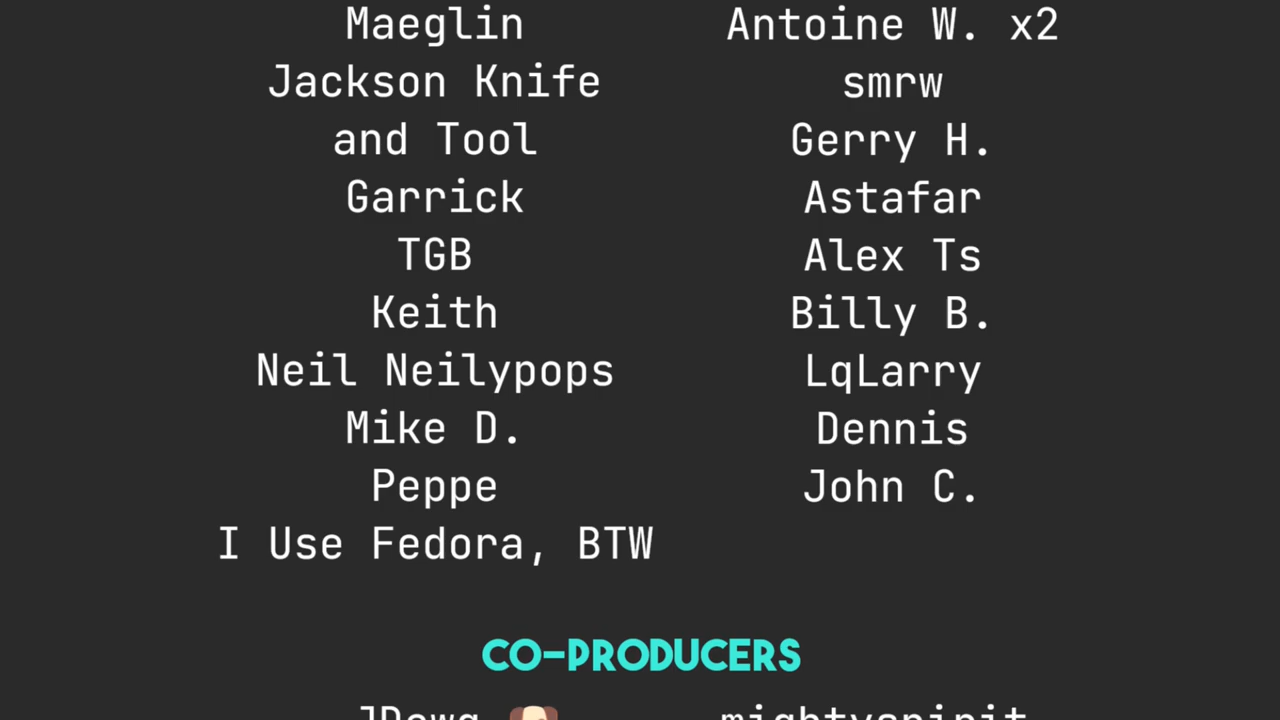 Maeglin
Jackson Knife
and Tool
Garrick
TGB
Keith
Neil Neilypops
Mike D.
Peppe
I Use Fedora, BTW
Antoine W. x2
smrw
Gerry H.
Astafar
Alex Ts
Billy B.
LqLarry
Dennis
John C.
CO-PRODUCERS
mightyspirit